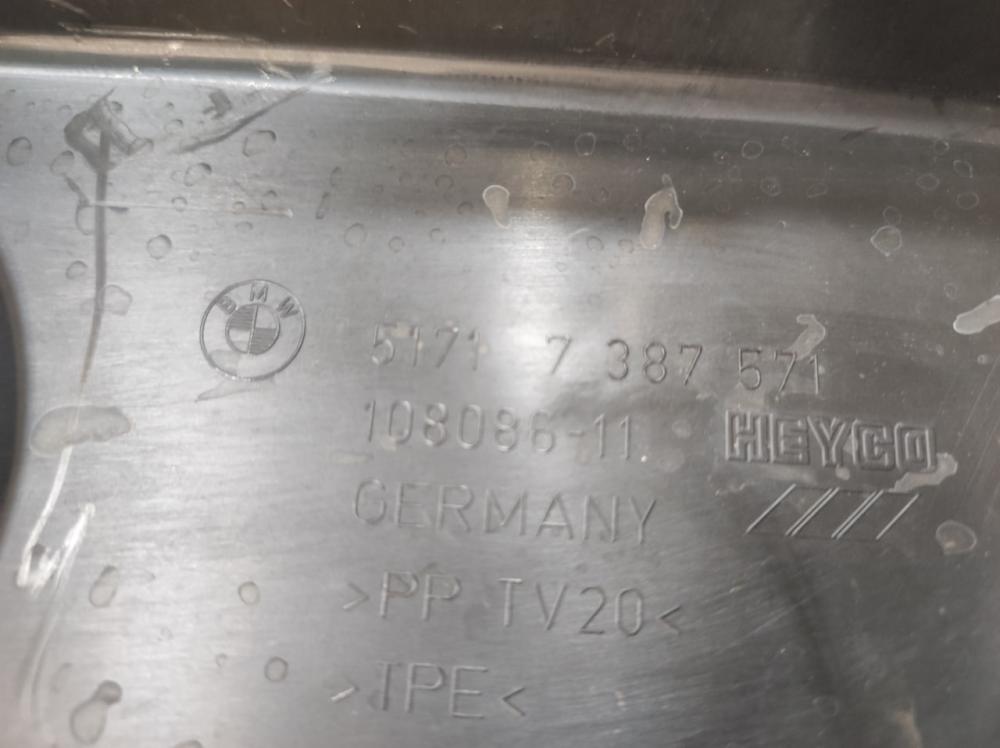 BMW
5171 7 387 571
108086-11 HEYCO
GERMANY
>PP TV20<
>TPE<